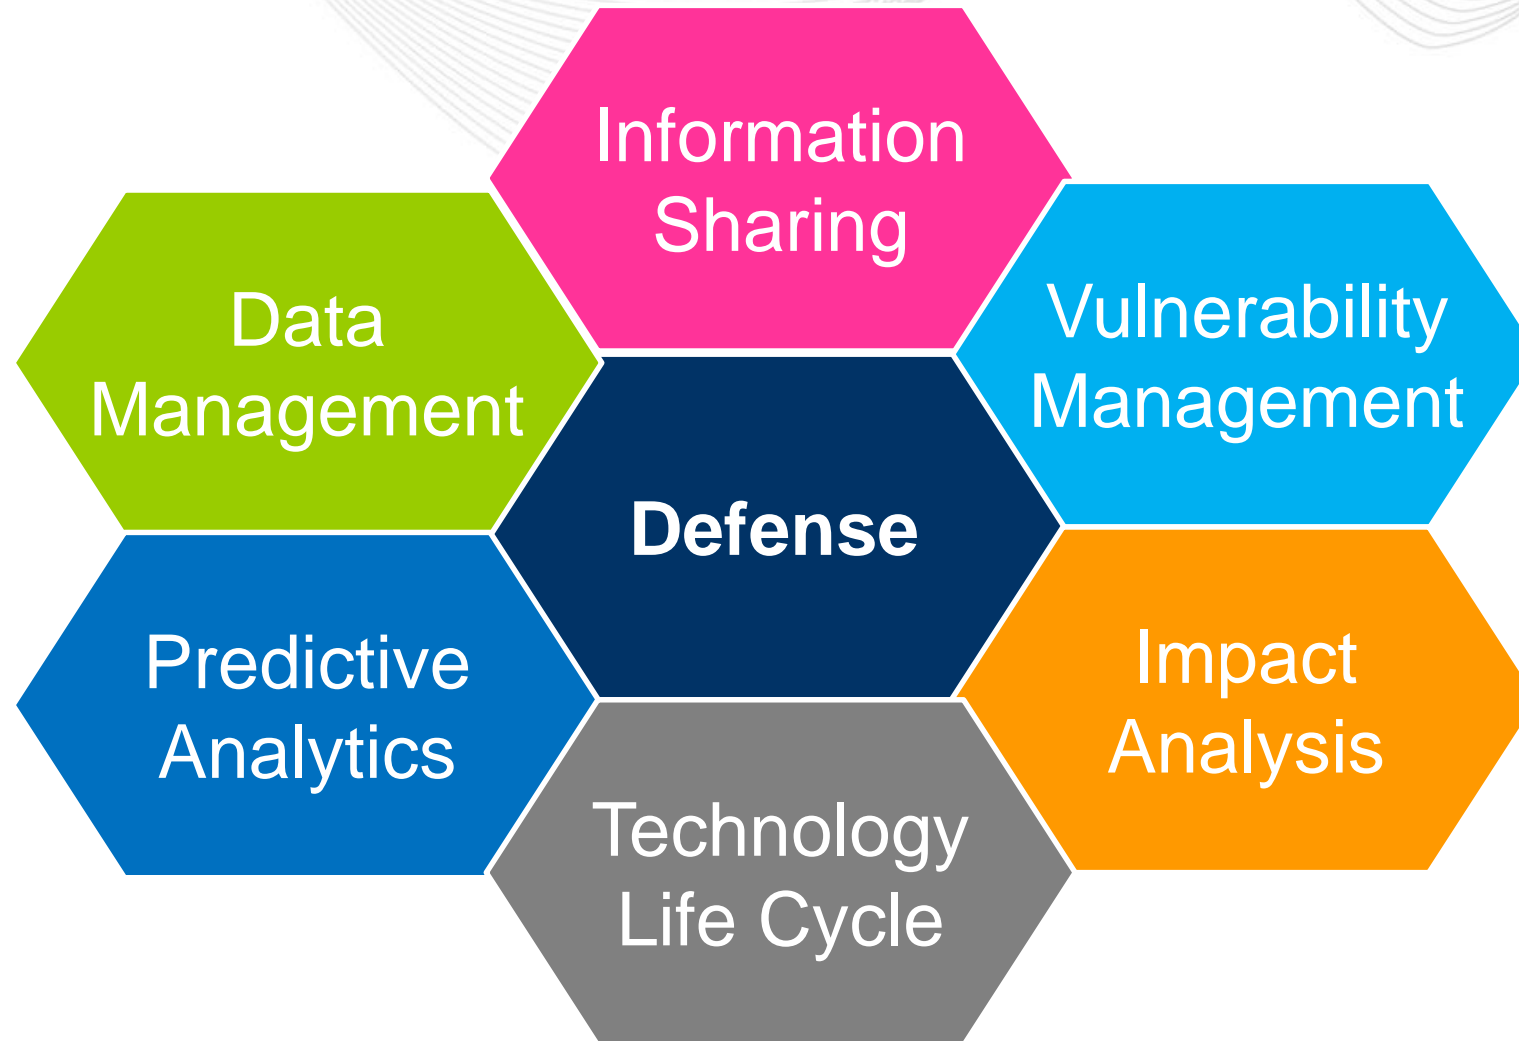 Information
Sharing
Data
Management
Vulnerability
Management
Defense
Predictive
Analytics
Impact
Analysis
Technology
Life Cycle